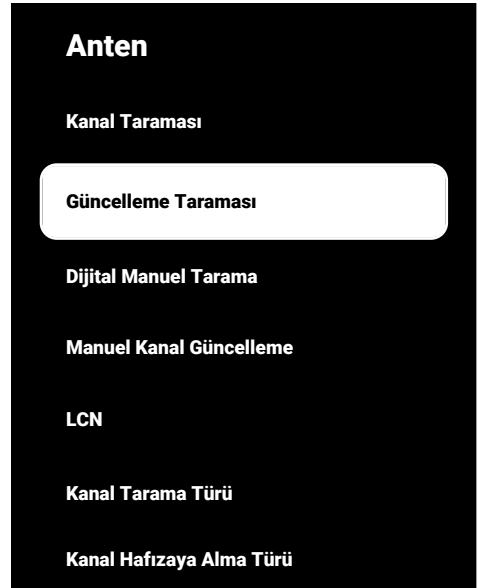 Anten
Kanal Taraması
Güncelleme Taraması
Dijital Manuel Tarama
Manuel Kanal Güncelleme
LCN
Kanal Tarama Türü
Kanal Hafızaya Alma Türü